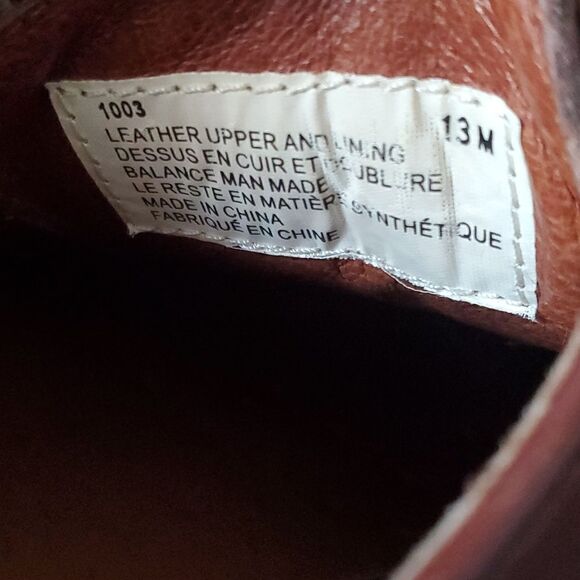 1003 13 M
LEATHER UPPER AND LINING
DESSUS EN CUIR ET DOUBLURE
BALANCE MAN MADE
LE RESTE EN MATIÈRE SYNTHÉTIQUE
MADE IN CHINA
FABRIQUÉ EN CHINE